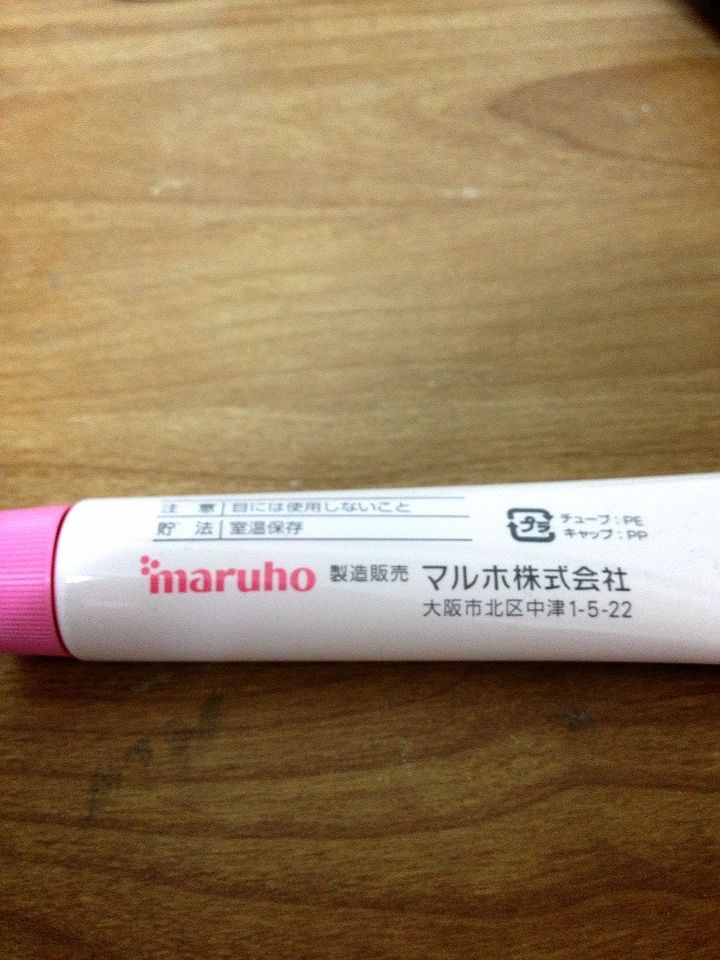 注 意 目には使用しないこと
貯 法 室温保存
プラ チューブ:PE
キャップ:PP
maruho 製造販売 マルホ株式会社
大阪市北区中津1-5-22